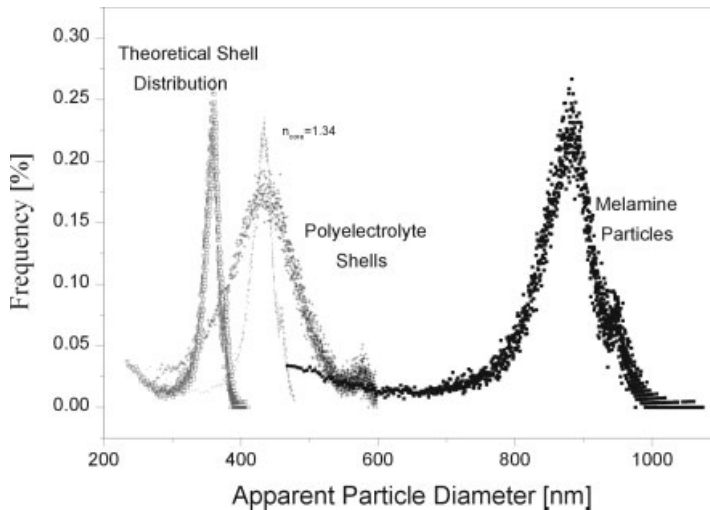 0.30
0.25
0.20
0.15
0.10
0.05
0.00
Frequency [%]
Theoretical Shell
Distribution
n core=1.34
Polyelectrolyte
Shells
Melamine
Particles
200
400
600
800
1000
Apparent Particle Diameter [nm]